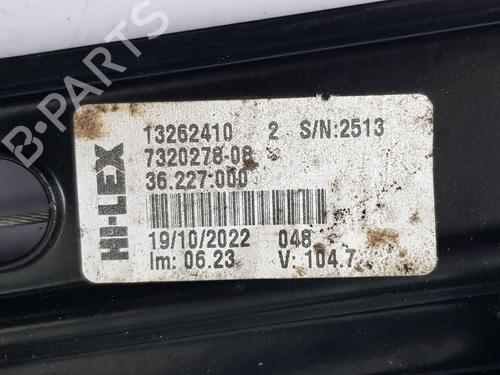 HI-LEX
13262410 2 S/N:2513
7320278-08
36.227.000
19/10/2022 048
Im: 06.23 V: 104.7
B-PARTS